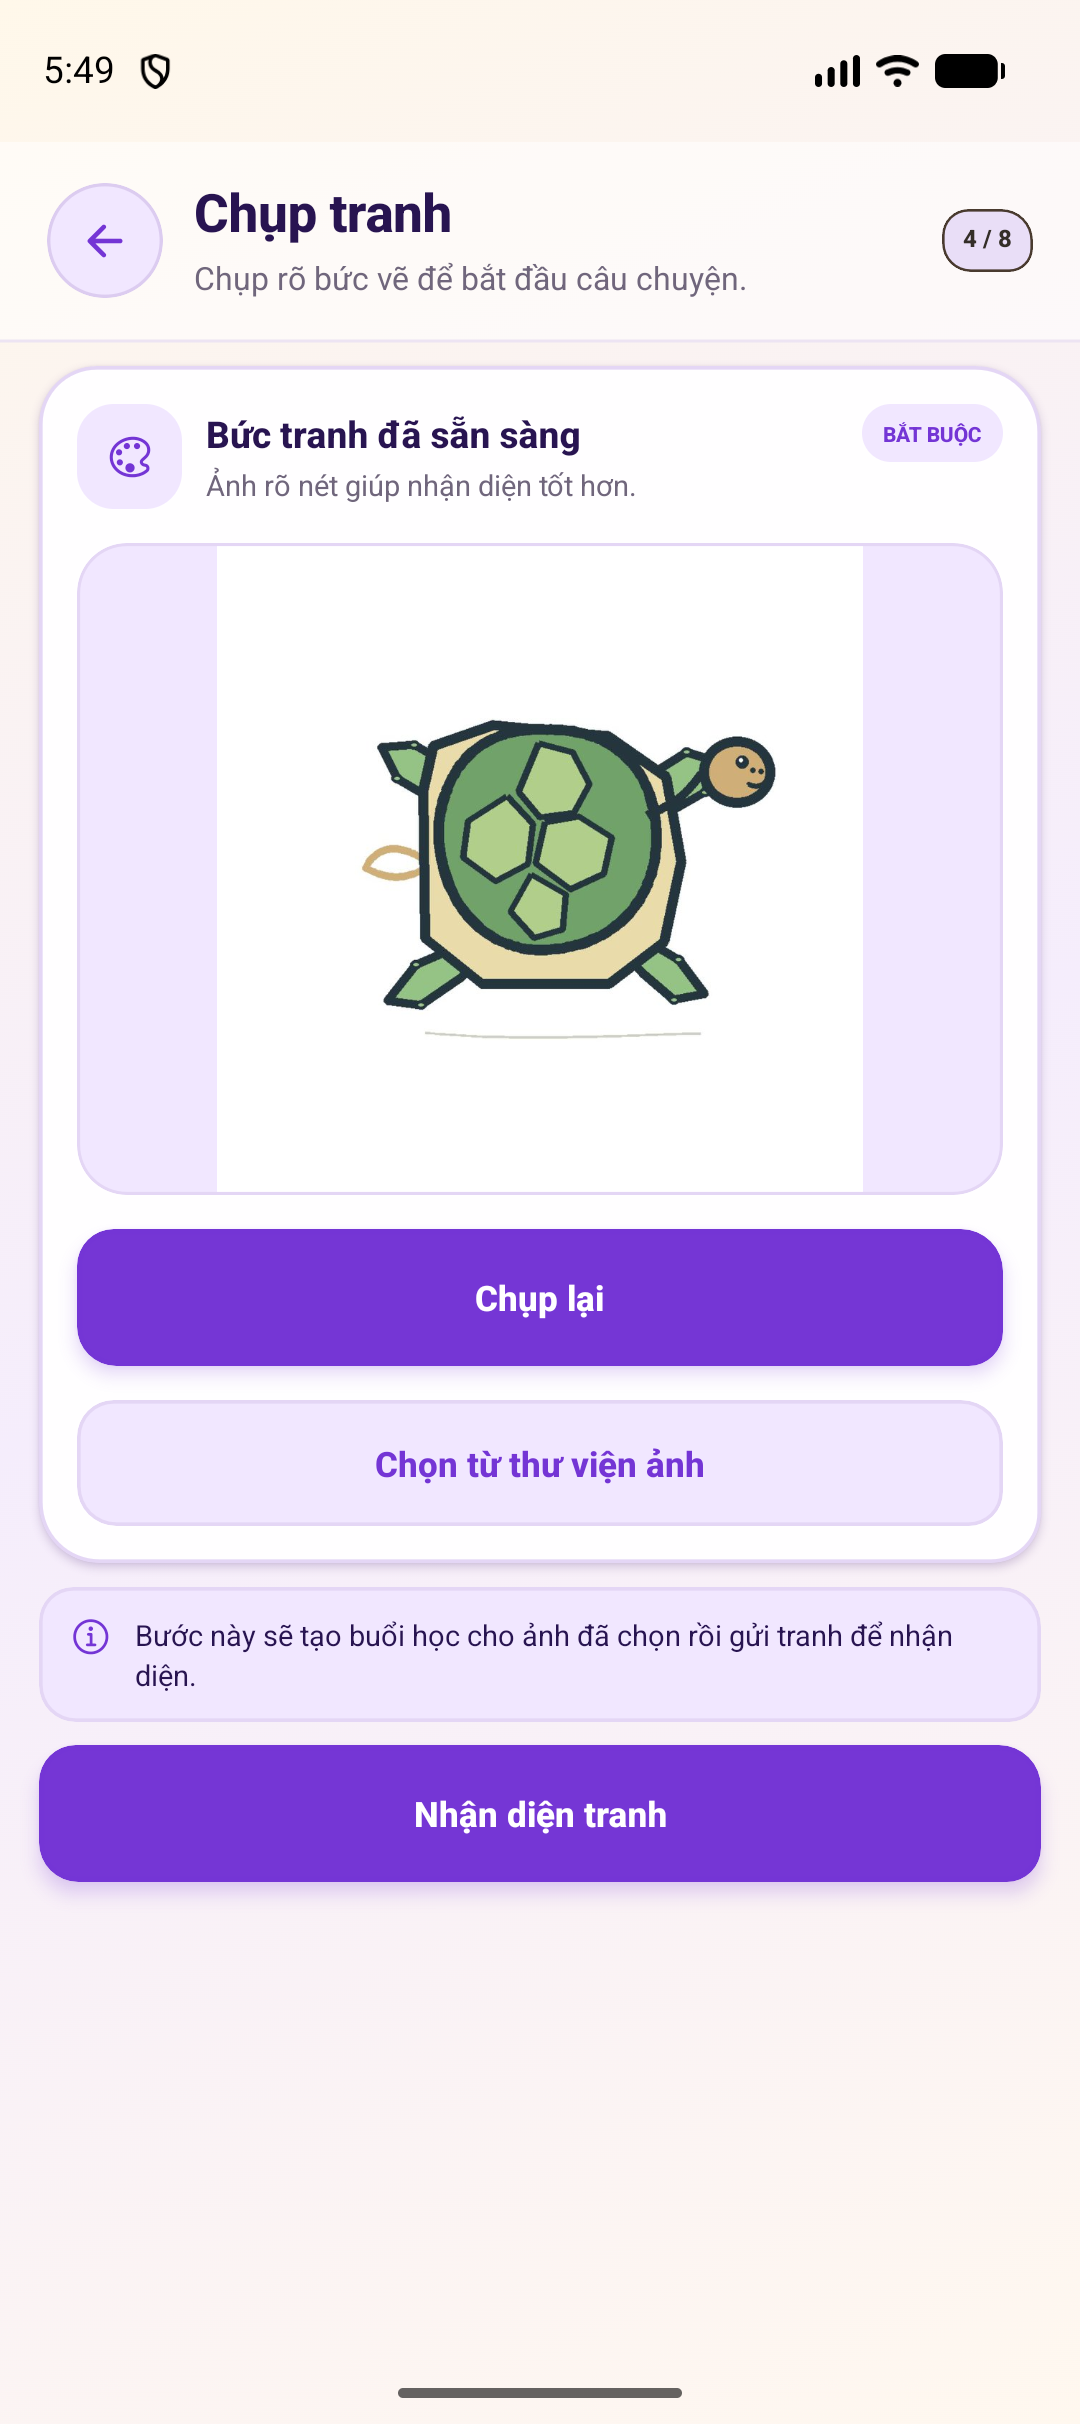 5:49
Chụp tranh
Chụp rõ bức vẽ để bắt đầu câu chuyện.
4 / 8
Bức tranh đã sẵn sàng
Ảnh rõ nét giúp nhận diện tốt hơn.
BẮT BUỘC
Chụp lại
Chọn từ thư viện ảnh
Bước này sẽ tạo buổi học cho ảnh đã chọn rồi gửi tranh để nhận
diện.
Nhận diện tranh